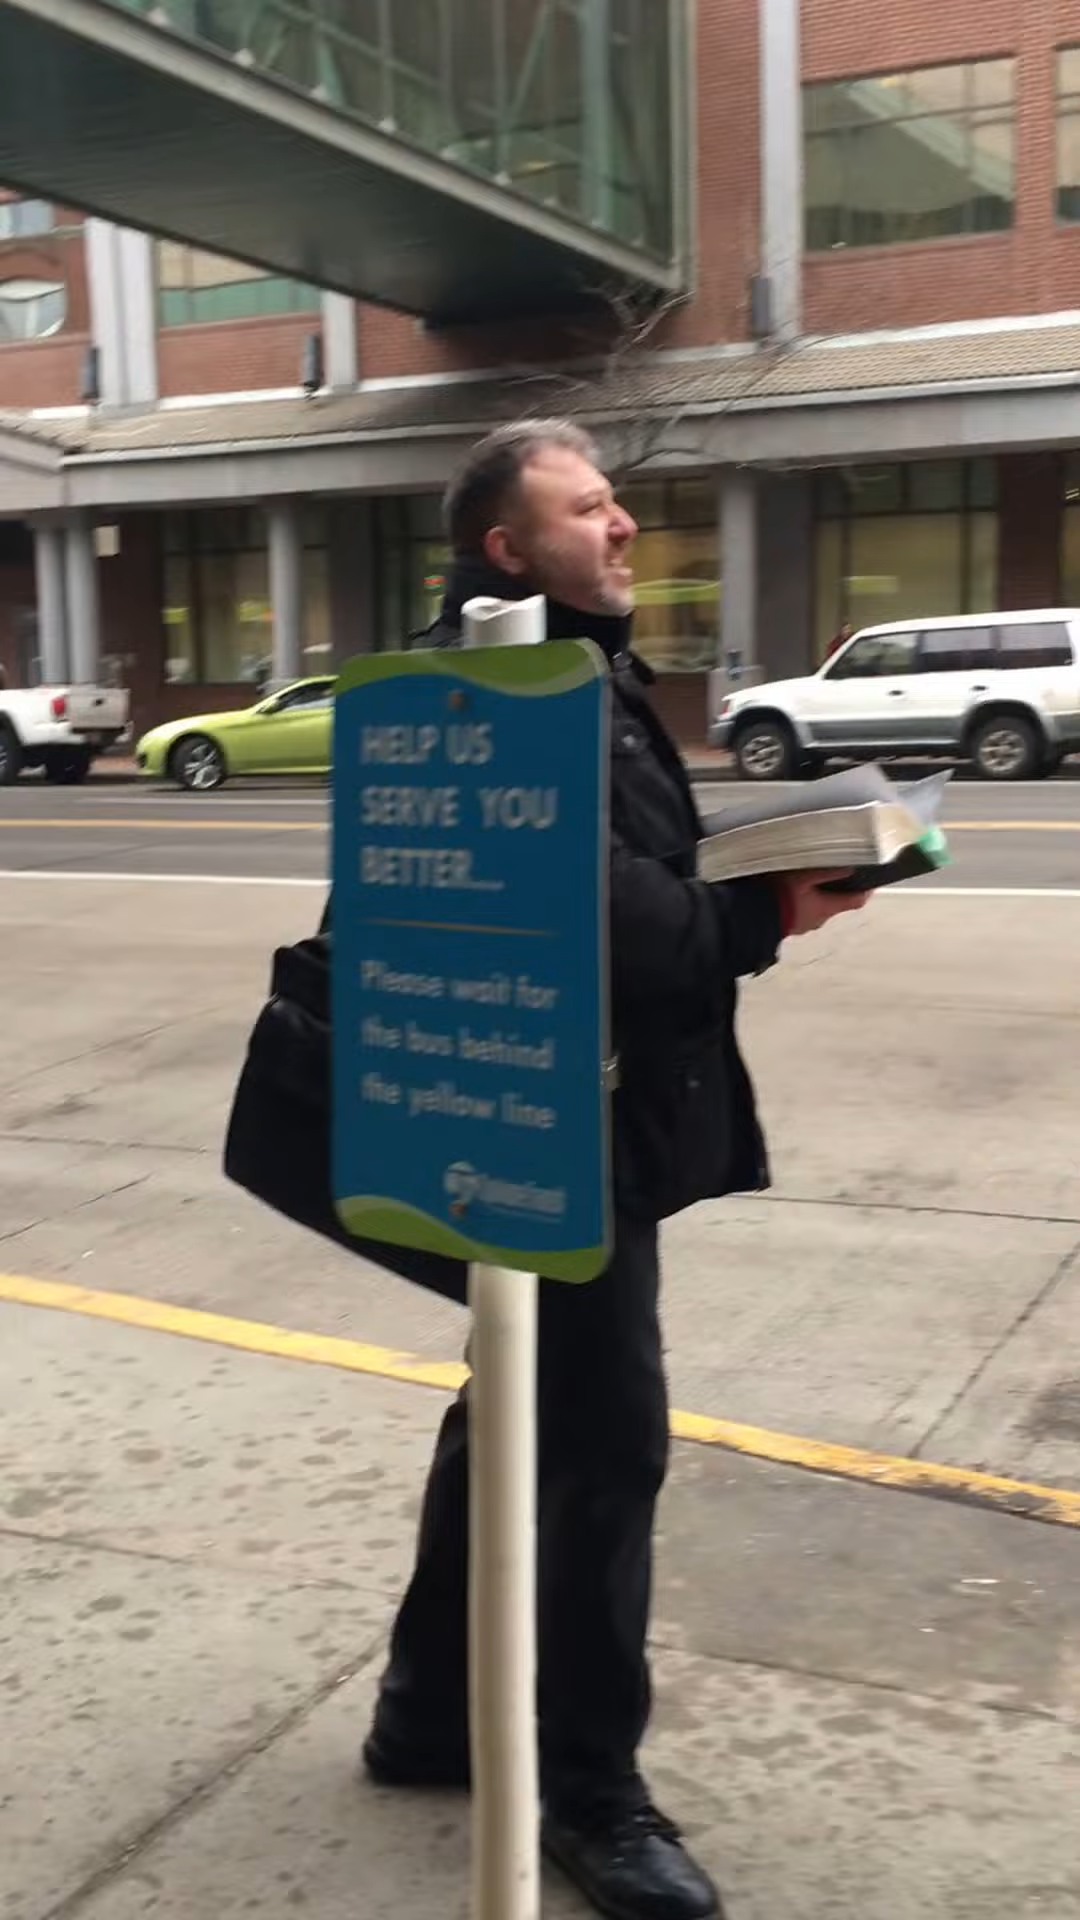 HELP US
SERVE YOU
BETTER...
Please wait for
the bus behind
the yellow line